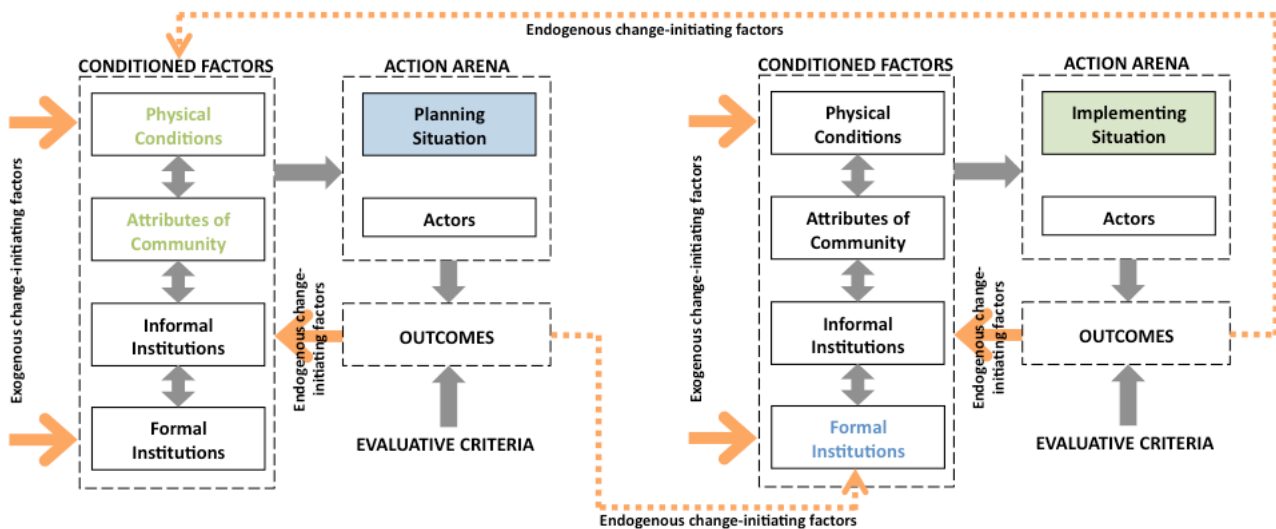 Endogenous change-initiating factors
CONDITIONED FACTORS
ACTION ARENA
Physical
Conditions
Planning
Situation
Attributes of
Community
Actors
Exogenous change-initiating factors
Informal
Institutions
Endogenous change-
initiating factors
OUTCOMES
Formal
Institutions
EVALUATIVE CRITERIA
CONDITIONED FACTORS
ACTION ARENA
Physical
Conditions
Implementing
Situation
Attributes of
Community
Actors
Exogenous change-initiating factors
Informal
Institutions
Endogenous change-
initiating factors
OUTCOMES
Formal
Institutions
EVALUATIVE CRITERIA
Endogenous change-initiating factors